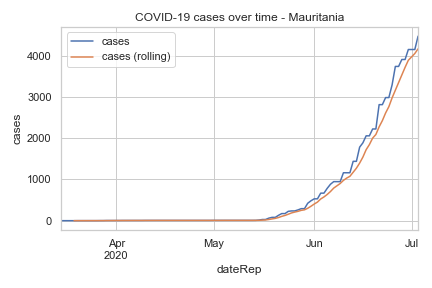 COVID-19 cases over time - Mauritania
cases
cases (rolling)
4000
3000
2000
1000
0
cases
Apr
2020
May
Jun
Jul
dateRep